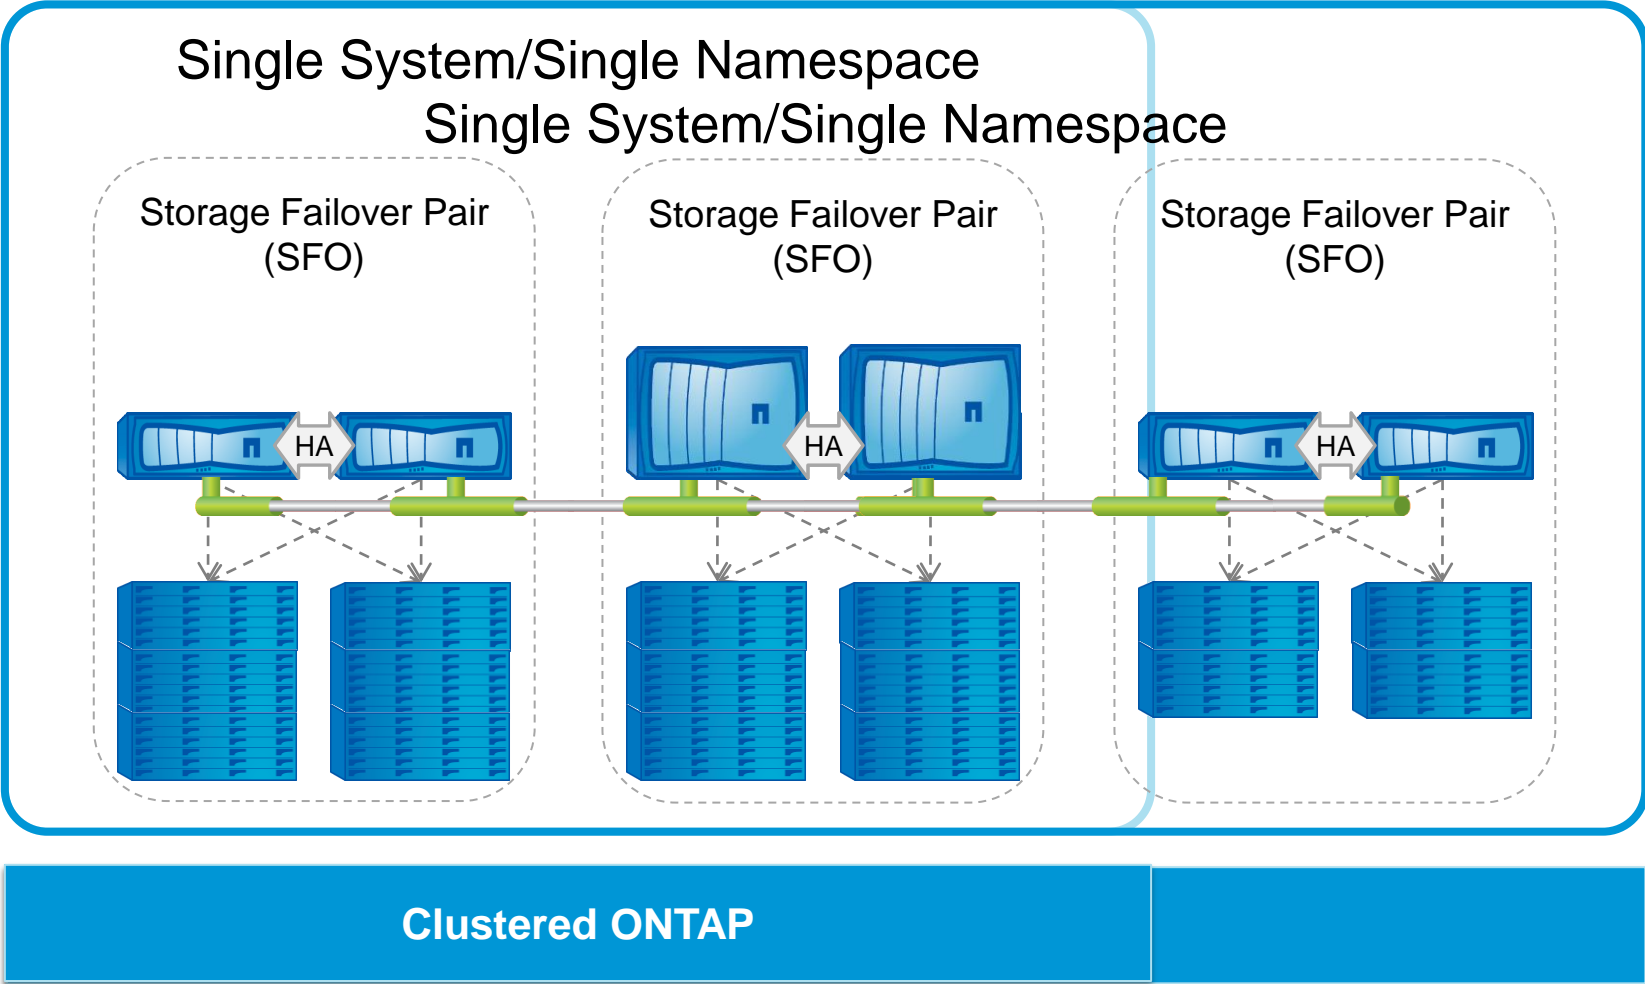 Single System/Single Namespace
Single System/Single Namespace
Storage Failover Pair
(SFO)
Storage Failover Pair
(SFO)
Storage Failover Pair
(SFO)
HA
HA
HA
Clustered ONTAP